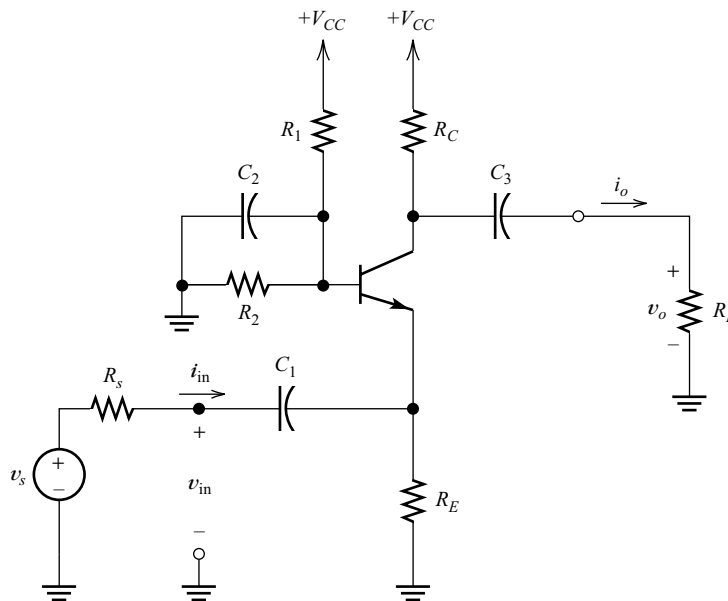 +V_CC
+V_CC
R_1
R_C
C_2
C_3
i_o
R_2
+
v_o
−
C_1
R_s
i_in
+
v_s
+
−
v_in
R_E
−